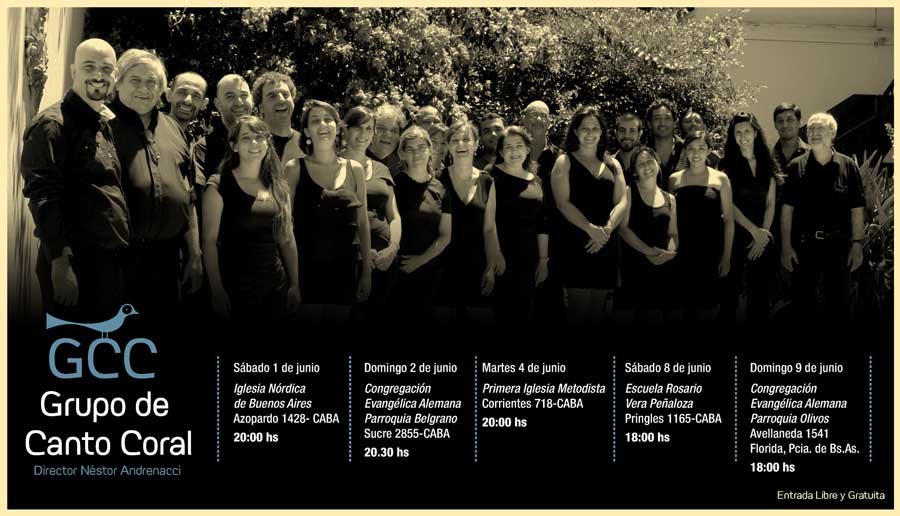 GCC
Grupo de
Canto Coral
Director Néstor Andrenacci
Sábado 1 de junio
Iglesia Nórdica
de Buenos Aires
Azopardo 1428- CABA
20:00 hs
Domingo 2 de junio
Congregación
Evangélica Alemana
Parroquia Belgrano
Sucre 2855-CABA
20.30 hs
Martes 4 de junio
Primera Iglesia Metodista
Corrientes 718-CABA
20:00 hs
Sábado 8 de junio
Escuela Rosario
Vera Peñaloza
Pringles 1165-CABA
18:00 hs
Domingo 9 de junio
Congregación
Evangélica Alemana
Parroquia Olivos
Avellaneda 1541
Florida, Pcia. de Bs.As.
18:00 hs
Entrada Libre y Gratuita